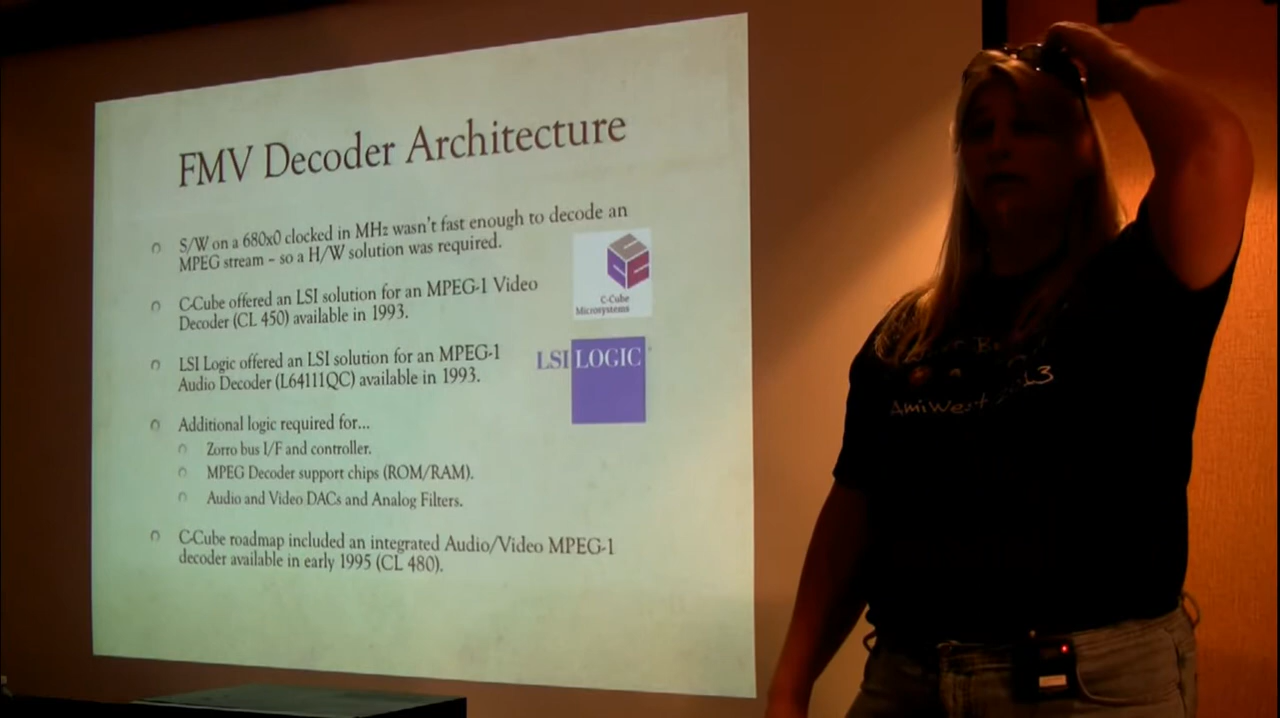 FMV Decoder Architecture
S/W on a 680x0 clocked in MHz wasn't fast enough to decode an
MPEG stream – so a H/W solution was required.
C-Cube offered an LSI solution for an MPEG-1 Video
Decoder (CL 450) available in 1993.
C-Cube
Microsystems
LSI Logic offered an LSI solution for an MPEG-1
Audio Decoder (L64111QC) available in 1993.
LSI LOGIC
Additional logic required for...
Zorro bus I/F and controller.
MPEG Decoder support chips (ROM/RAM).
Audio and Video DACs and Analog Filters.
C-Cube roadmap included an integrated Audio/Video MPEG-1
decoder available in early 1995 (CL 480).
AmiWest